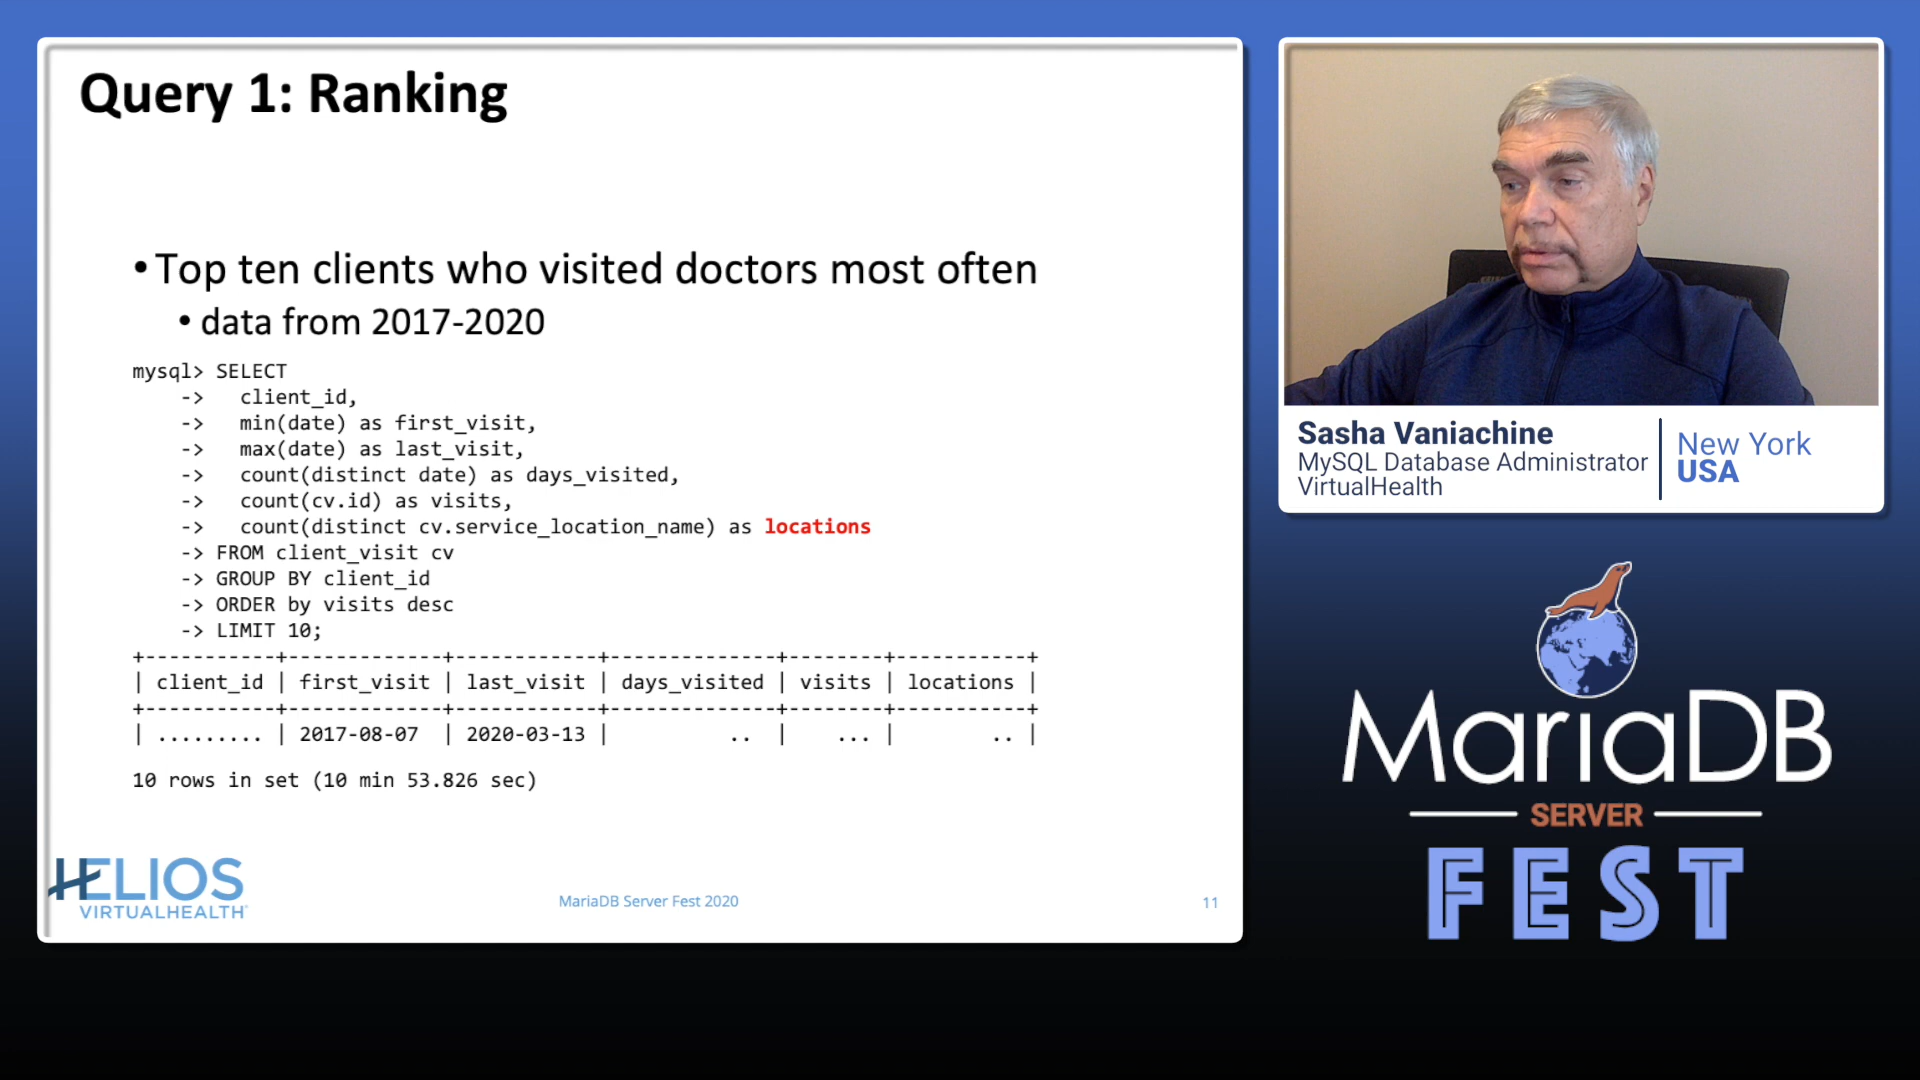 Query 1: Ranking
• Top ten clients who visited doctors most often
• data from 2017-2020
mysql> SELECT
    ->   client_id,
    ->   min(date) as first_visit,
    ->   max(date) as last_visit,
    ->   count(distinct date) as days_visited,
    ->   count(cv.id) as visits,
    ->   count(distinct cv.service_location_name) as locations
    -> FROM client_visit cv
    -> GROUP BY client_id
    -> ORDER by visits desc
    -> LIMIT 10;
+-----------+-------------+------------+--------------+--------+-----------+
| client_id | first_visit | last_visit | days_visited | visits | locations |
+-----------+-------------+------------+--------------+--------+-----------+
| ......... | 2017-08-07  | 2020-03-13 |          ..  |    ... |        .. |
10 rows in set (10 min 53.826 sec)
HELIOS
VIRTUALHEALTH
MariaDB Server Fest 2020
11
Sasha Vaniachine
MySQL Database Administrator
VirtualHealth
New York
USA
MariaDB
SERVER
FEST